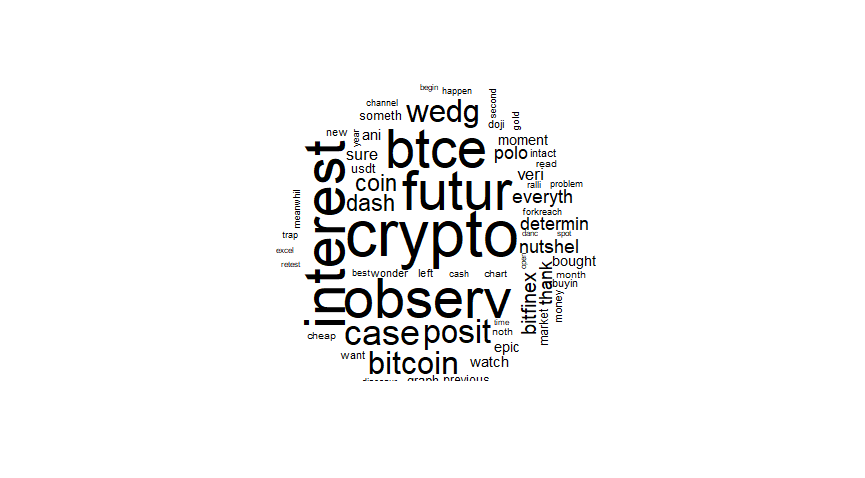 begin
happen
second
channel
wedg
someth
doji
gold
new
year
ani
btce
moment
sure
polo
intact
read
usdt
veri
interest
coin
futur
ralli
problem
dash
everyth
meanwhil
crypto
forkreach
determin
trap
danc
spot
nutshel
excel
retest
open
bought
best
wonder
left
cash
chart
month
observ
bitfinex
thank
buyin
money
market
case
posit
time
noth
cheap
epic
want
bitcoin
watch
graph
previous